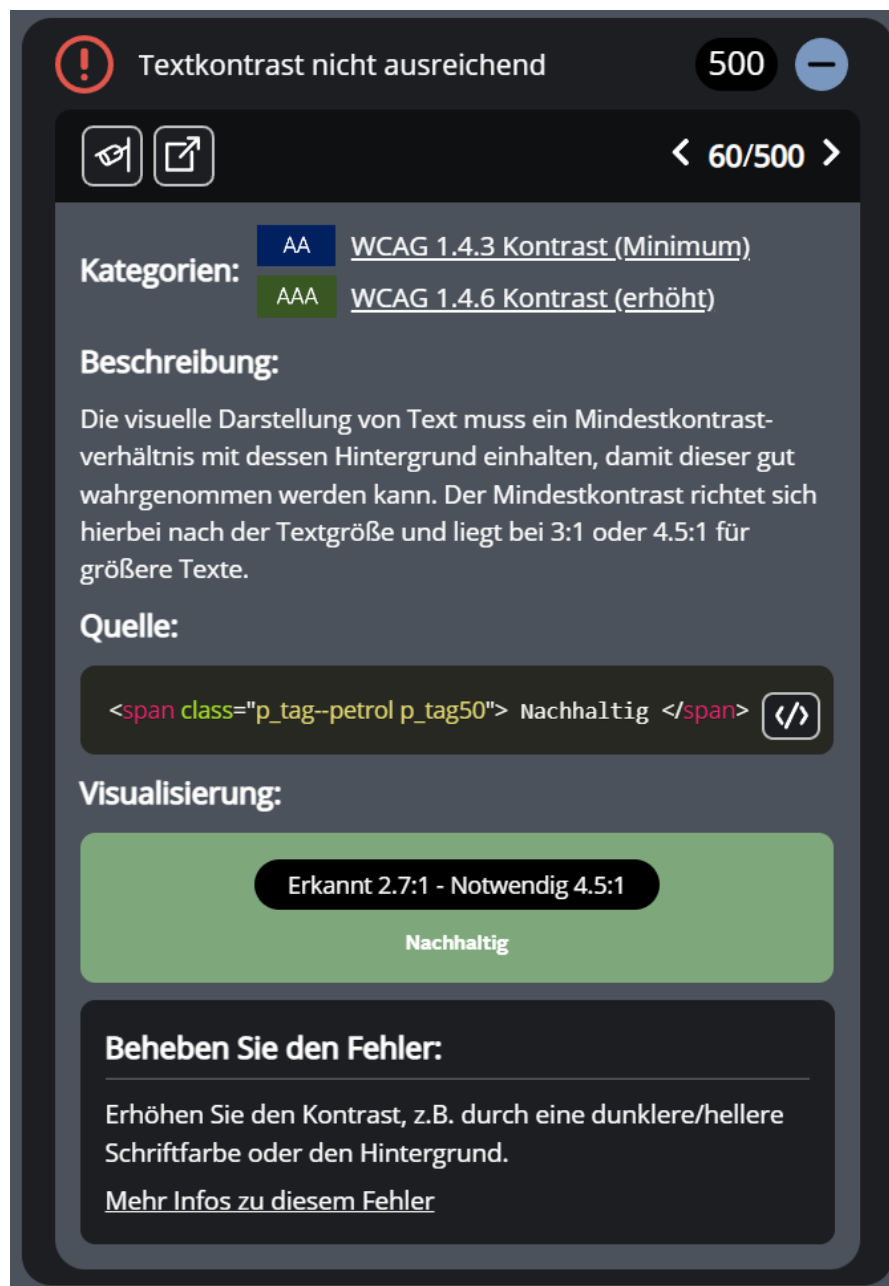 Textkontrast nicht ausreichend 500
60/500
Kategorien:
AA WCAG 1.4.3 Kontrast (Minimum)
AAA WCAG 1.4.6 Kontrast (erhöht)
Beschreibung:
Die visuelle Darstellung von Text muss ein Mindestkontrast-
verhältnis mit dessen Hintergrund einhalten, damit dieser gut
wahrgenommen werden kann. Der Mindestkontrast richtet sich
hierbei nach der Textgröße und liegt bei 3:1 oder 4.5:1 für
größere Texte.
Quelle:
<span class="p_tag--petrol p_tag50"> Nachhaltig </span>
Visualisierung:
Erkannt 2.7:1 - Notwendig 4.5:1
Nachhaltig
Beheben Sie den Fehler:
Erhöhen Sie den Kontrast, z.B. durch eine dunklere/hellere
Schriftfarbe oder den Hintergrund.
Mehr Infos zu diesem Fehler